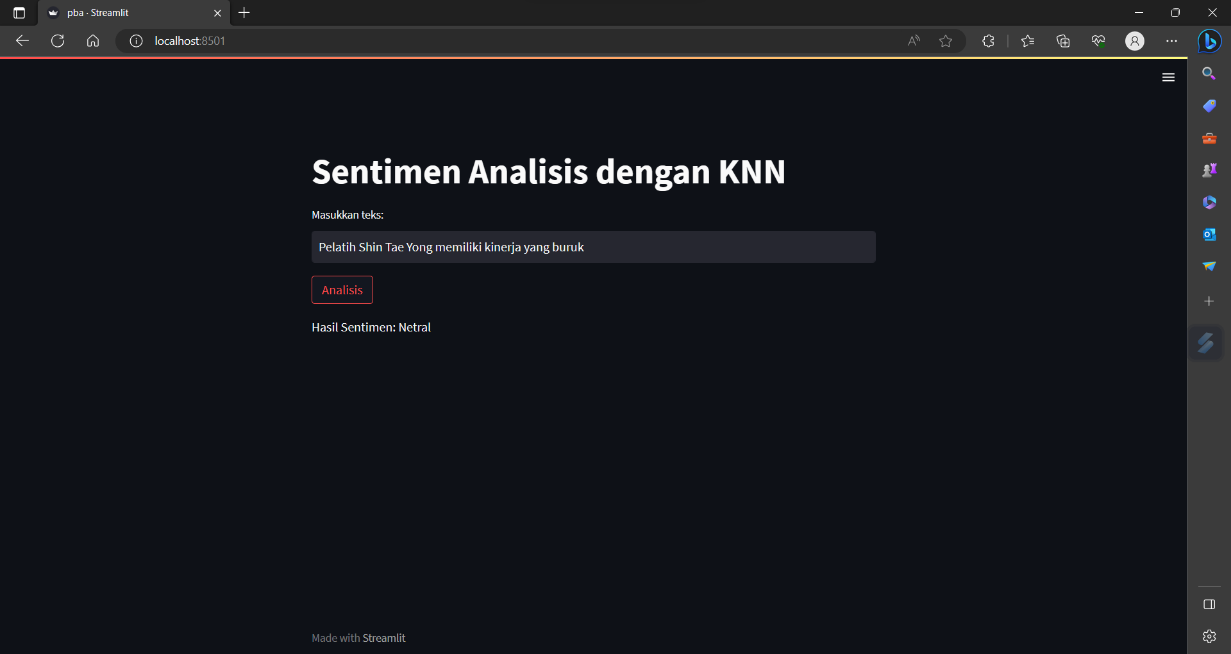 pba · Streamlit
localhost:8501
Sentimen Analisis dengan KNN
Masukkan teks:
Pelatih Shin Tae Yong memiliki kinerja yang buruk
Analisis
Hasil Sentimen: Netral
Made with Streamlit